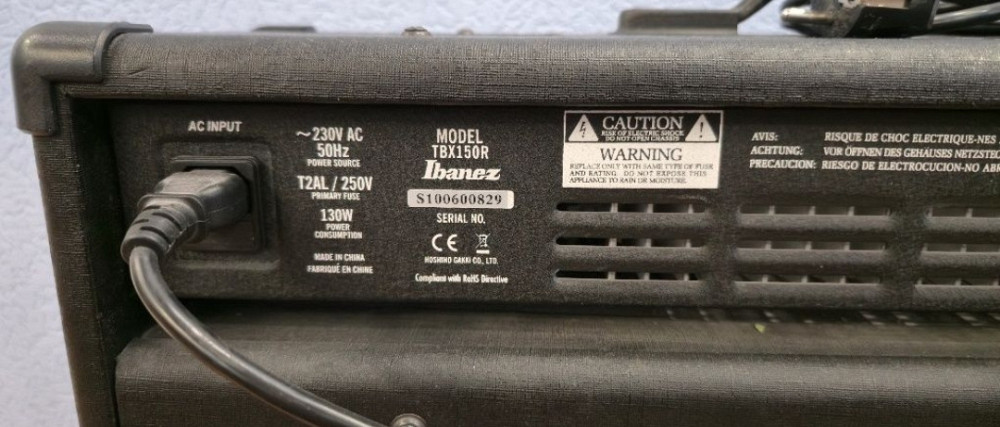 AC INPUT
~230V AC
50Hz
POWER SOURCE
T2AL / 250V
PRIMARY FUSE
130W
POWER
CONSUMPTION
MADE IN CHINA
FABRIQUÉ EN CHINE
MODEL
TBX150R
Ibanez
S100600829
SERIAL NO.
CE
HOSHINO GAKKI CO., LTD.
Compliant with RoHS Directive
CAUTION
RISK OF ELECTRIC SHOCK
DO NOT OPEN CHASSIS
WARNING
REPLACE ONLY WITH SAME TYPE OF FUSE
AND RATING. DO NOT EXPOSE THIS
APPLIANCE TO RAIN OR MOISTURE.
AVIS: RISQUE DE CHOC ELECTRIQUE-NES
ACHTUNG: VOR ÖFFNEN DES GEHAUSES NETZSTE
PRECAUCION: RIESGO DE ELECTROCUCION-NO ABR